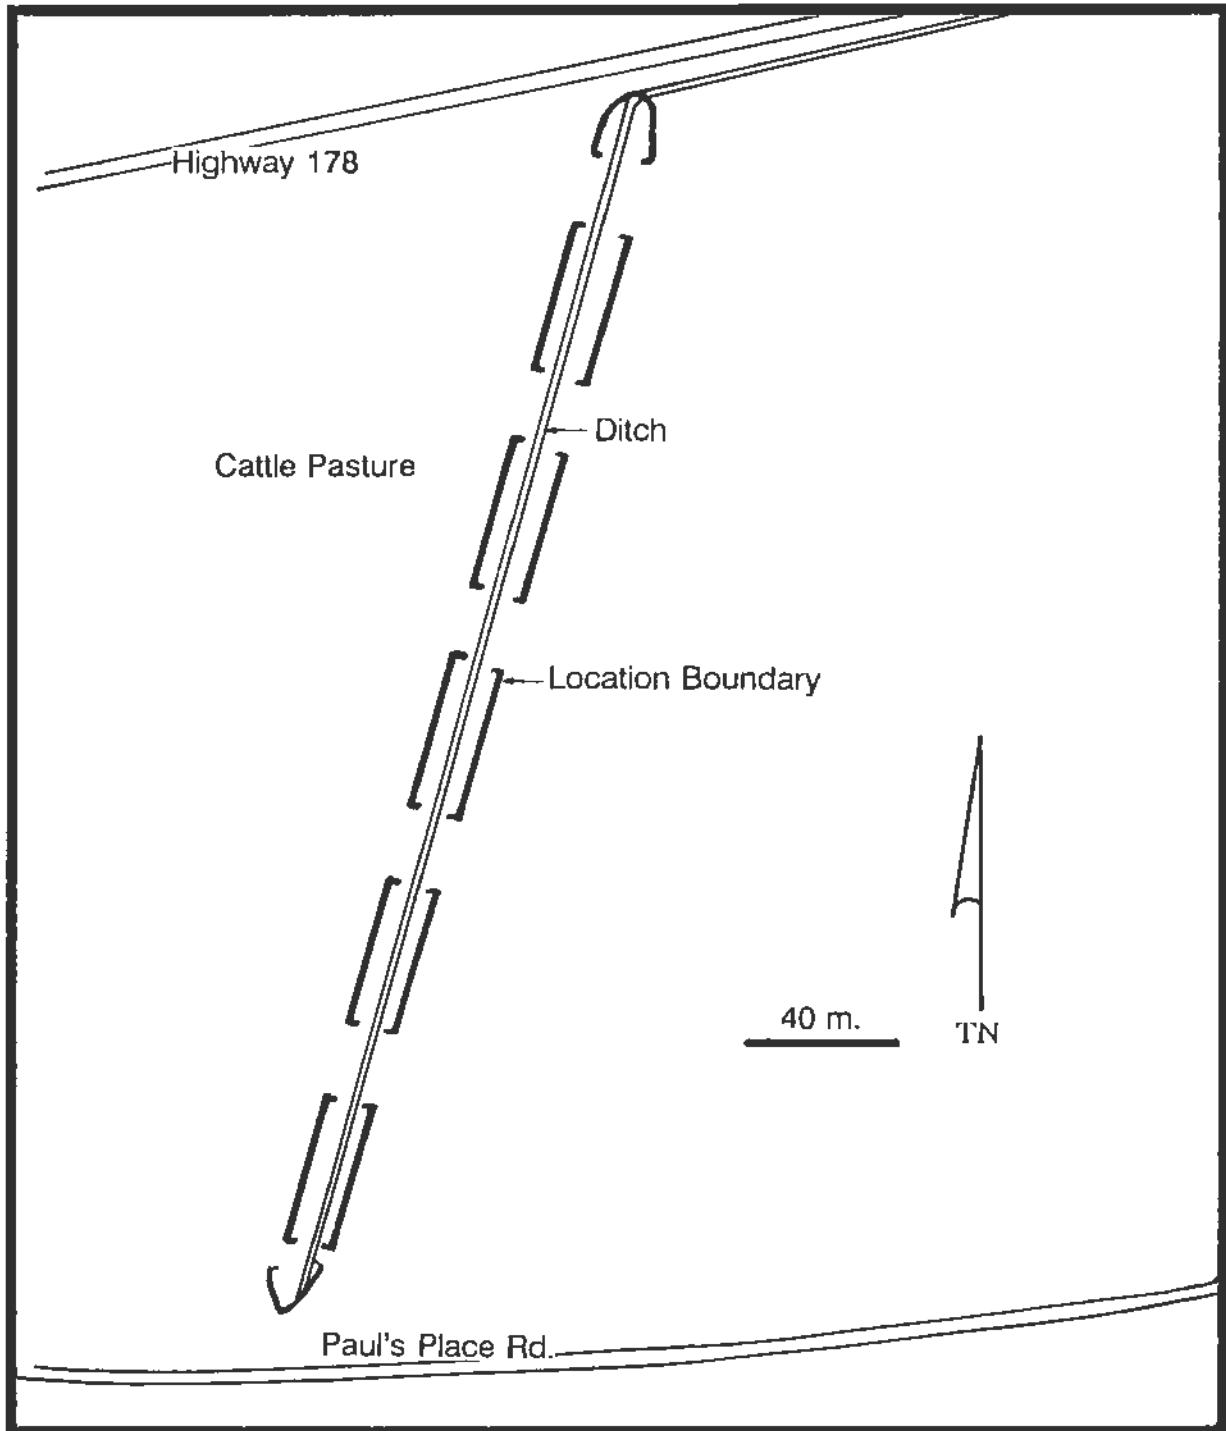 Highway 178
Ditch
Cattle Pasture
Location Boundary
40 m.
TN
Paul's Place Rd.